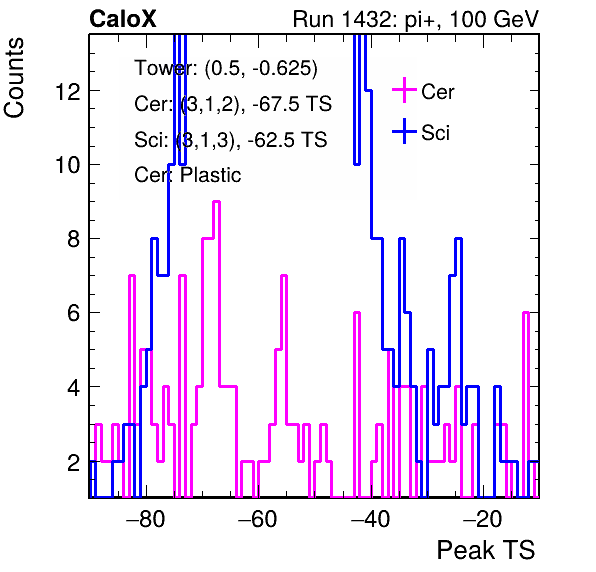 CaloX Run 1432: pi+, 100 GeV
Counts
Tower: (0.5, -0.625)
Cer: (3,1,2), -67.5 TS
Sci: (3,1,3), -62.5 TS
Cer: Plastic
Cer
Sci
12
10
8
6
4
2
−80 −60 −40 −20
Peak TS